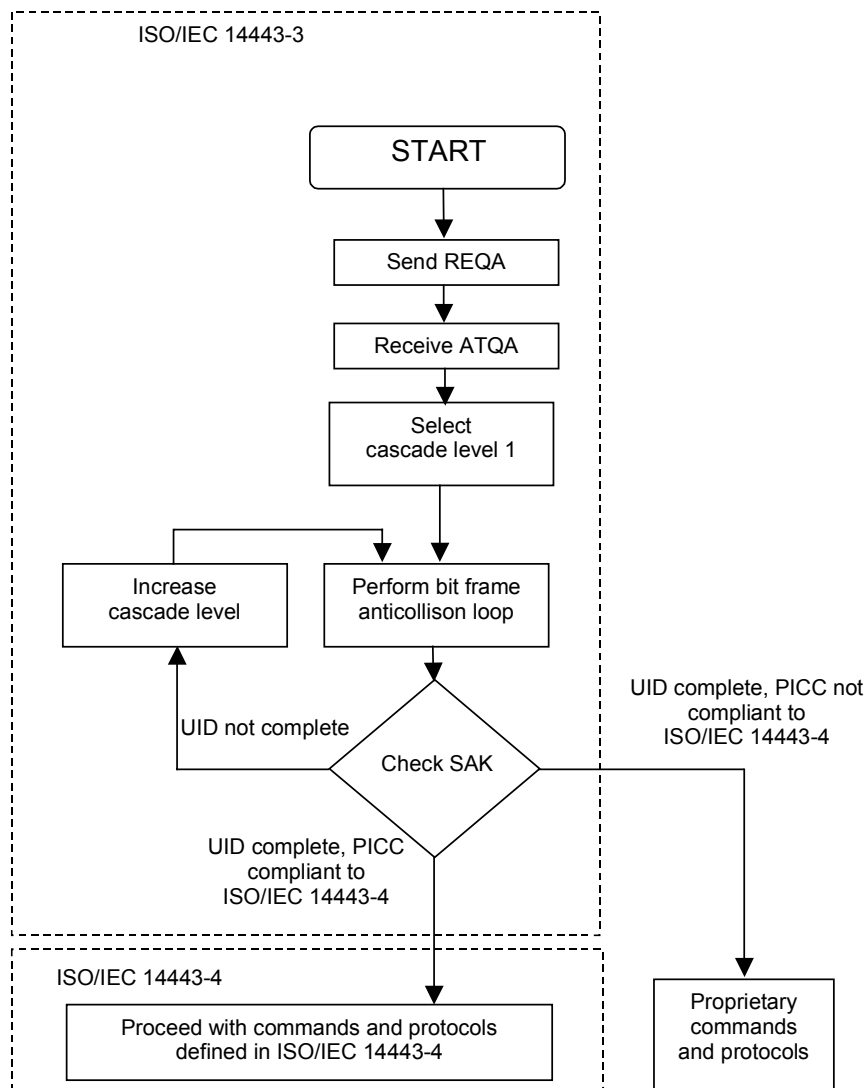 ISO/IEC 14443-3
START
Send REQA
Receive ATQA
Select
cascade level 1
Increase
cascade level
Perform bit frame
anticollison loop
UID not complete
Check SAK
UID complete, PICC not
compliant to
ISO/IEC 14443-4
UID complete, PICC
compliant to
ISO/IEC 14443-4
ISO/IEC 14443-4
Proceed with commands and protocols
defined in ISO/IEC 14443-4
Proprietary
commands
and protocols